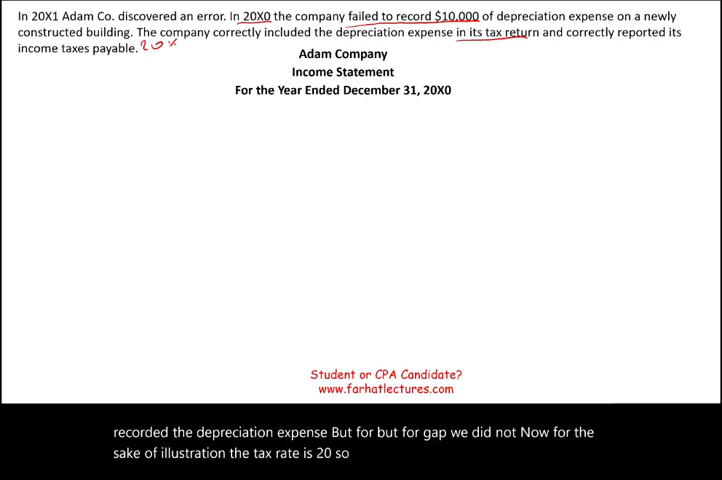 In 20X1 Adam Co. discovered an error. In 20X0 the company failed to record $10,000 of depreciation expense on a newly
constructed building. The company correctly included the depreciation expense in its tax return and correctly reported its
income taxes payable. 20%
Adam Company
Income Statement
For the Year Ended December 31, 20X0
Student or CPA Candidate?
www.farhatlectures.com
recorded the depreciation expense But for but for gap we did not Now for the
sake of illustration the tax rate is 20 so